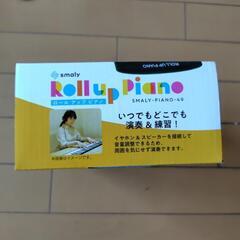 smaly
Roll up Piano
ロール アップ ピアノ
SMALY-PIANO-49
いつでもどこでも
演奏&練習!
イヤホン&スピーカーを接続して
音量調整できるため、
周囲を気にせず演奏できます。